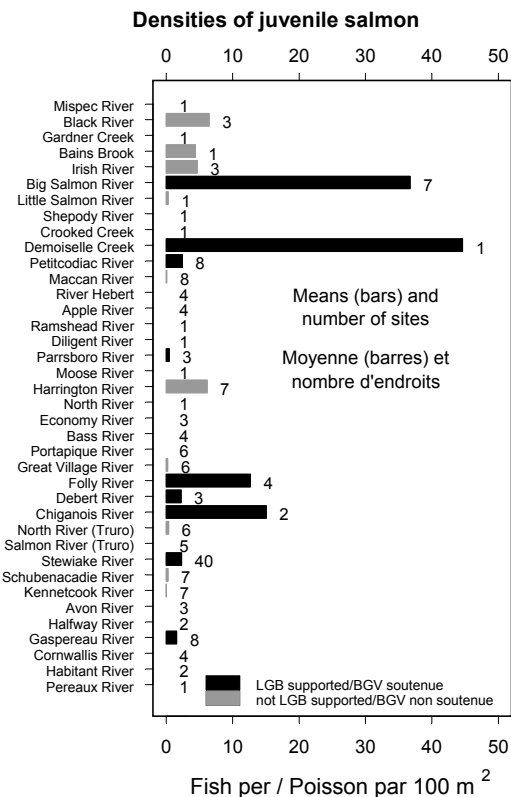 Densities of juvenile salmon
0 10 20 30 40 50
Mispec River 1
Black River 3
Gardner Creek 1
Bains Brook 1
Irish River 3
Big Salmon River 7
Little Salmon River 1
Shepody River 1
Crooked Creek 1
Demoiselle Creek 1
Petitcodiac River 8
Maccan River 8
River Hebert 4
Apple River 4
Ramshead River 1
Diligent River 1
Parrsboro River 3
Moose River 1
Harrington River 7
North River 1
Economy River 3
Bass River 4
Portapique River 6
Great Village River 6
Folly River 4
Debert River 3
Chiganois River 2
North River (Truro) 6
Salmon River (Truro) 5
Stewiake River 40
Schubenacadie River 7
Kennetcook River 7
Avon River 3
Halfway River 2
Gaspereau River 8
Cornwallis River 4
Habitant River 2
Pereaux River 1
Means (bars) and
number of sites
Moyenne (barres) et
nombre d'endroits
LGB supported/BGV soutenue
not LGB supported/BGV non soutenue
0 10 20 30 40 50
Fish per / Poisson par 100 m 2